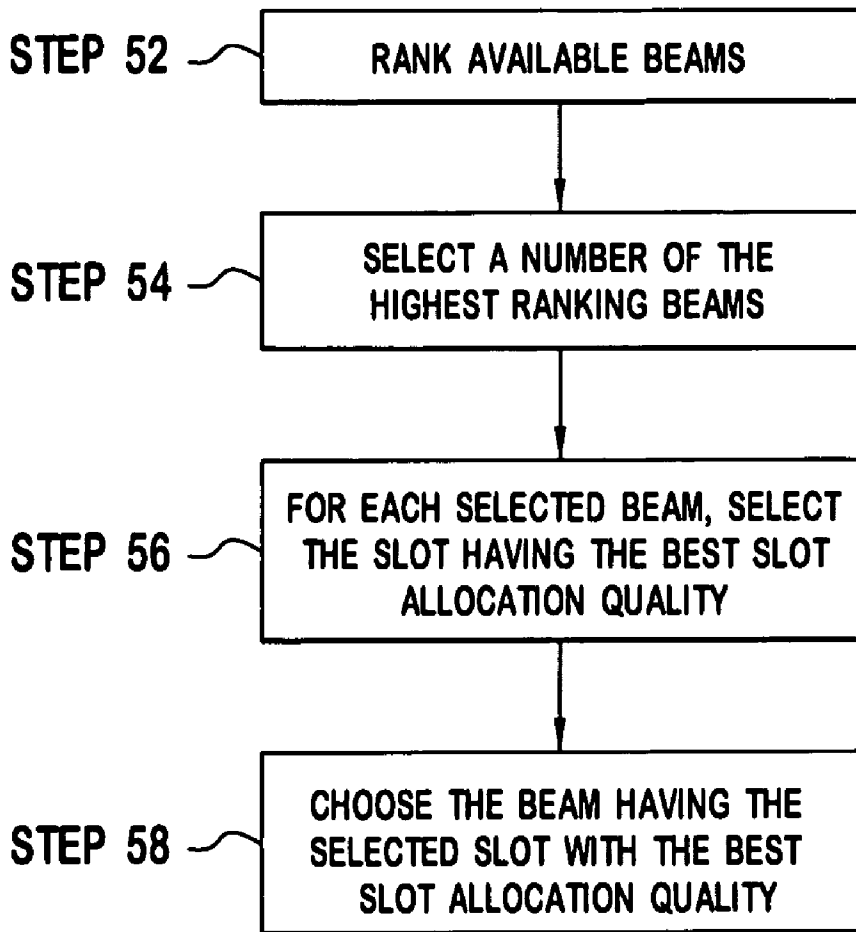 STEP 52
RANK AVAILABLE BEAMS
STEP 54
SELECT A NUMBER OF THE
HIGHEST RANKING BEAMS
STEP 56
FOR EACH SELECTED BEAM, SELECT
THE SLOT HAVING THE BEST SLOT
ALLOCATION QUALITY
STEP 58
CHOOSE THE BEAM HAVING THE
SELECTED SLOT WITH THE BEST
SLOT ALLOCATION QUALITY